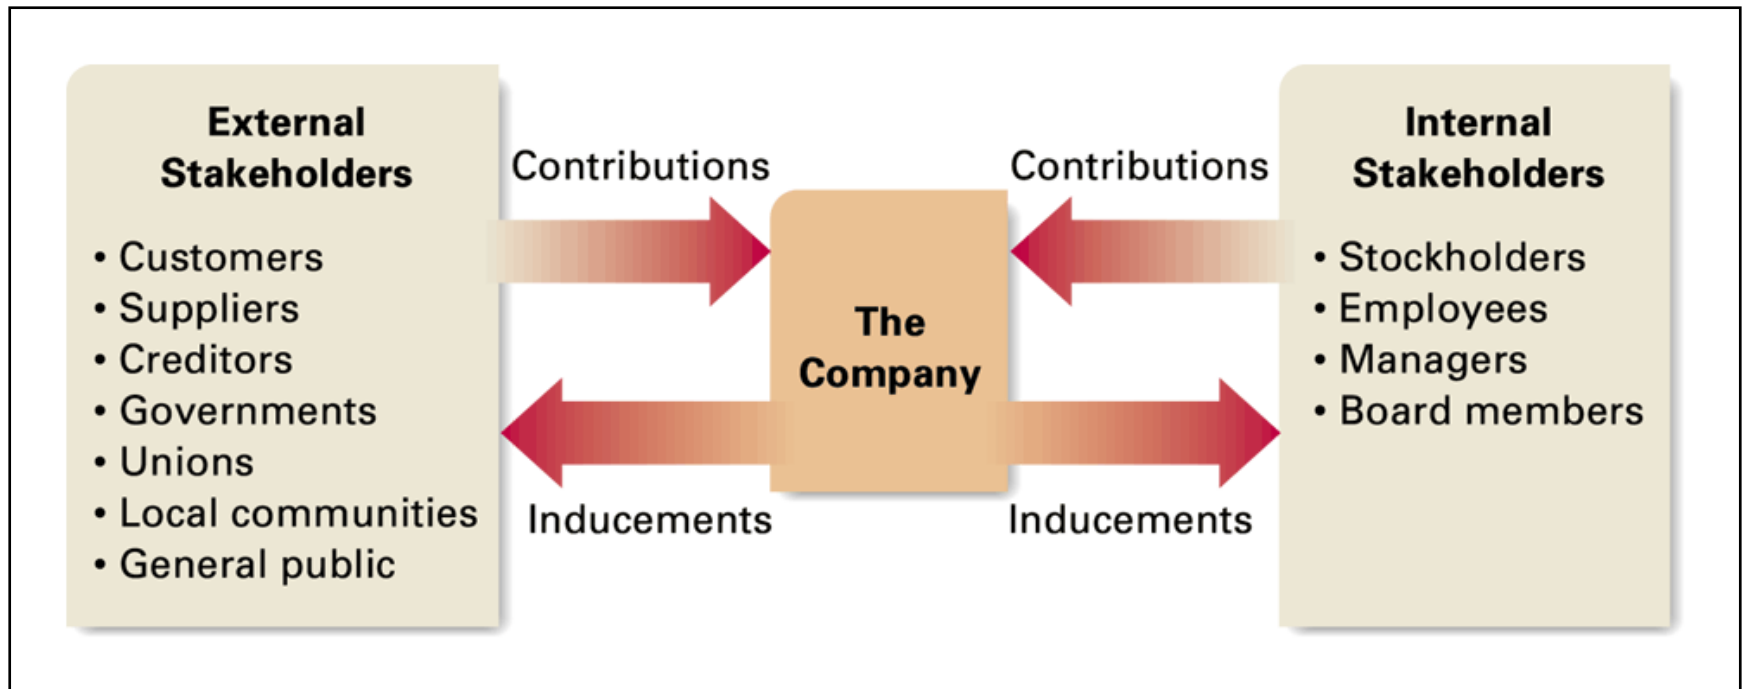 External
Stakeholders
• Customers
• Suppliers
• Creditors
• Governments
• Unions
• Local communities
• General public
Contributions
Inducements
The
Company
Contributions
Inducements
Internal
Stakeholders
• Stockholders
• Employees
• Managers
• Board members